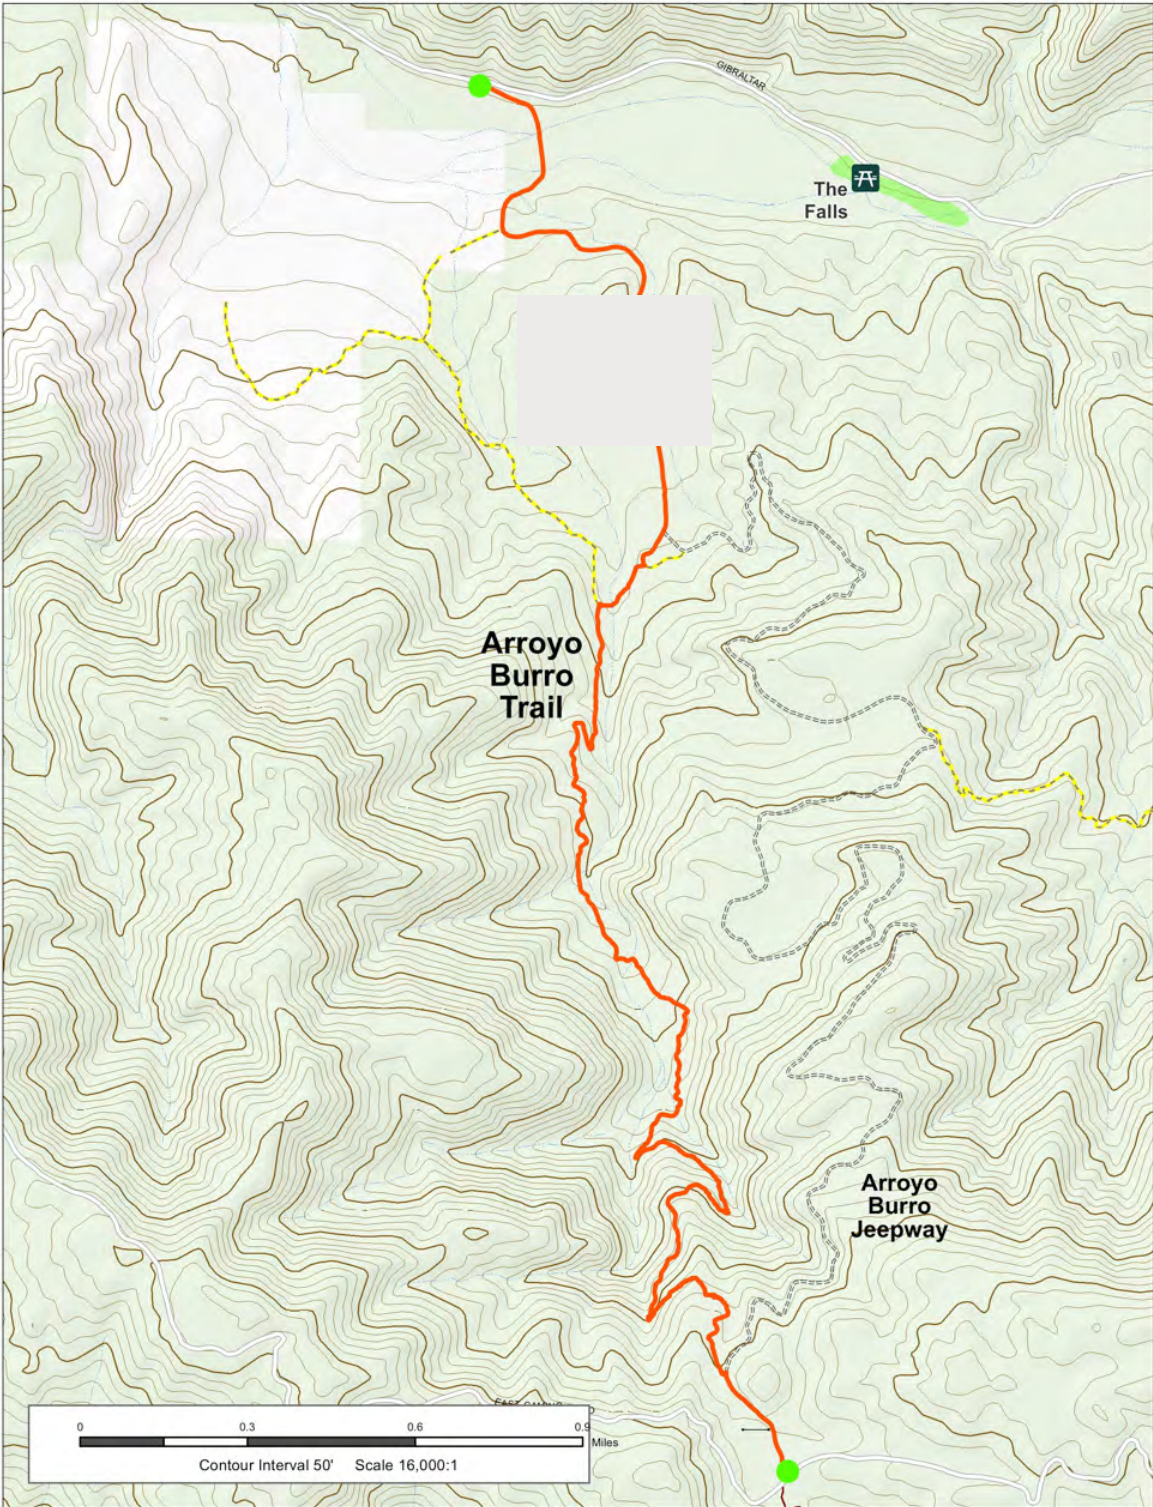 GIBRALTAR
The
Falls
Arroyo
Burro
Trail
Arroyo
Burro
Jeepway
0 0.3 0.6 0.9
Miles
Contour Interval 50' Scale 16,000:1